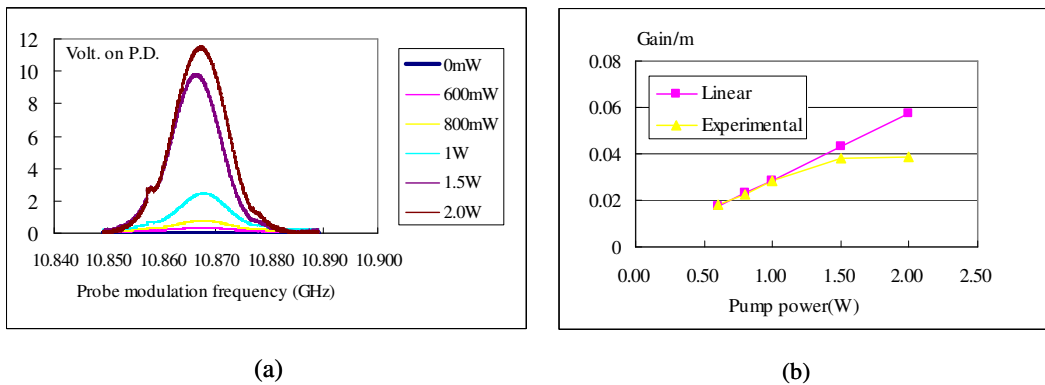 Volt. on P.D.
12
10
8
6
4
2
0
10.840 10.850 10.860 10.870 10.880 10.890 10.900
Probe modulation frequency (GHz)
0mW
600mW
800mW
1W
1.5W
2.0W
(a)
Gain/m
0.08
0.06
0.04
0.02
0
0.00 0.50 1.00 1.50 2.00 2.50
Pump power(W)
Linear
Experimental
(b)